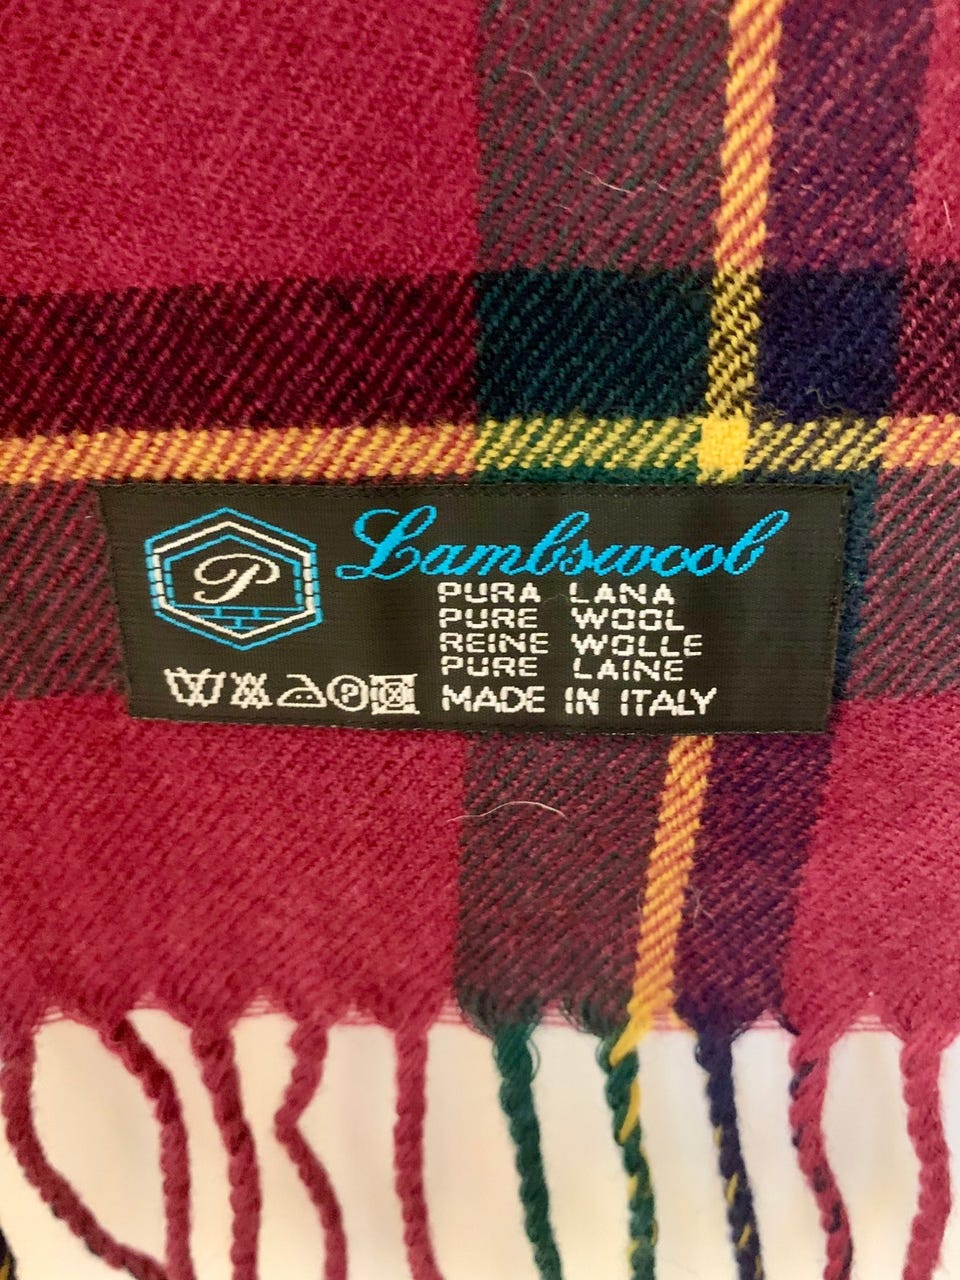 P
Lambswool
PURA LANA
PURE WOOL
REINE WOLLE
PURE LAINE
P
MADE IN ITALY